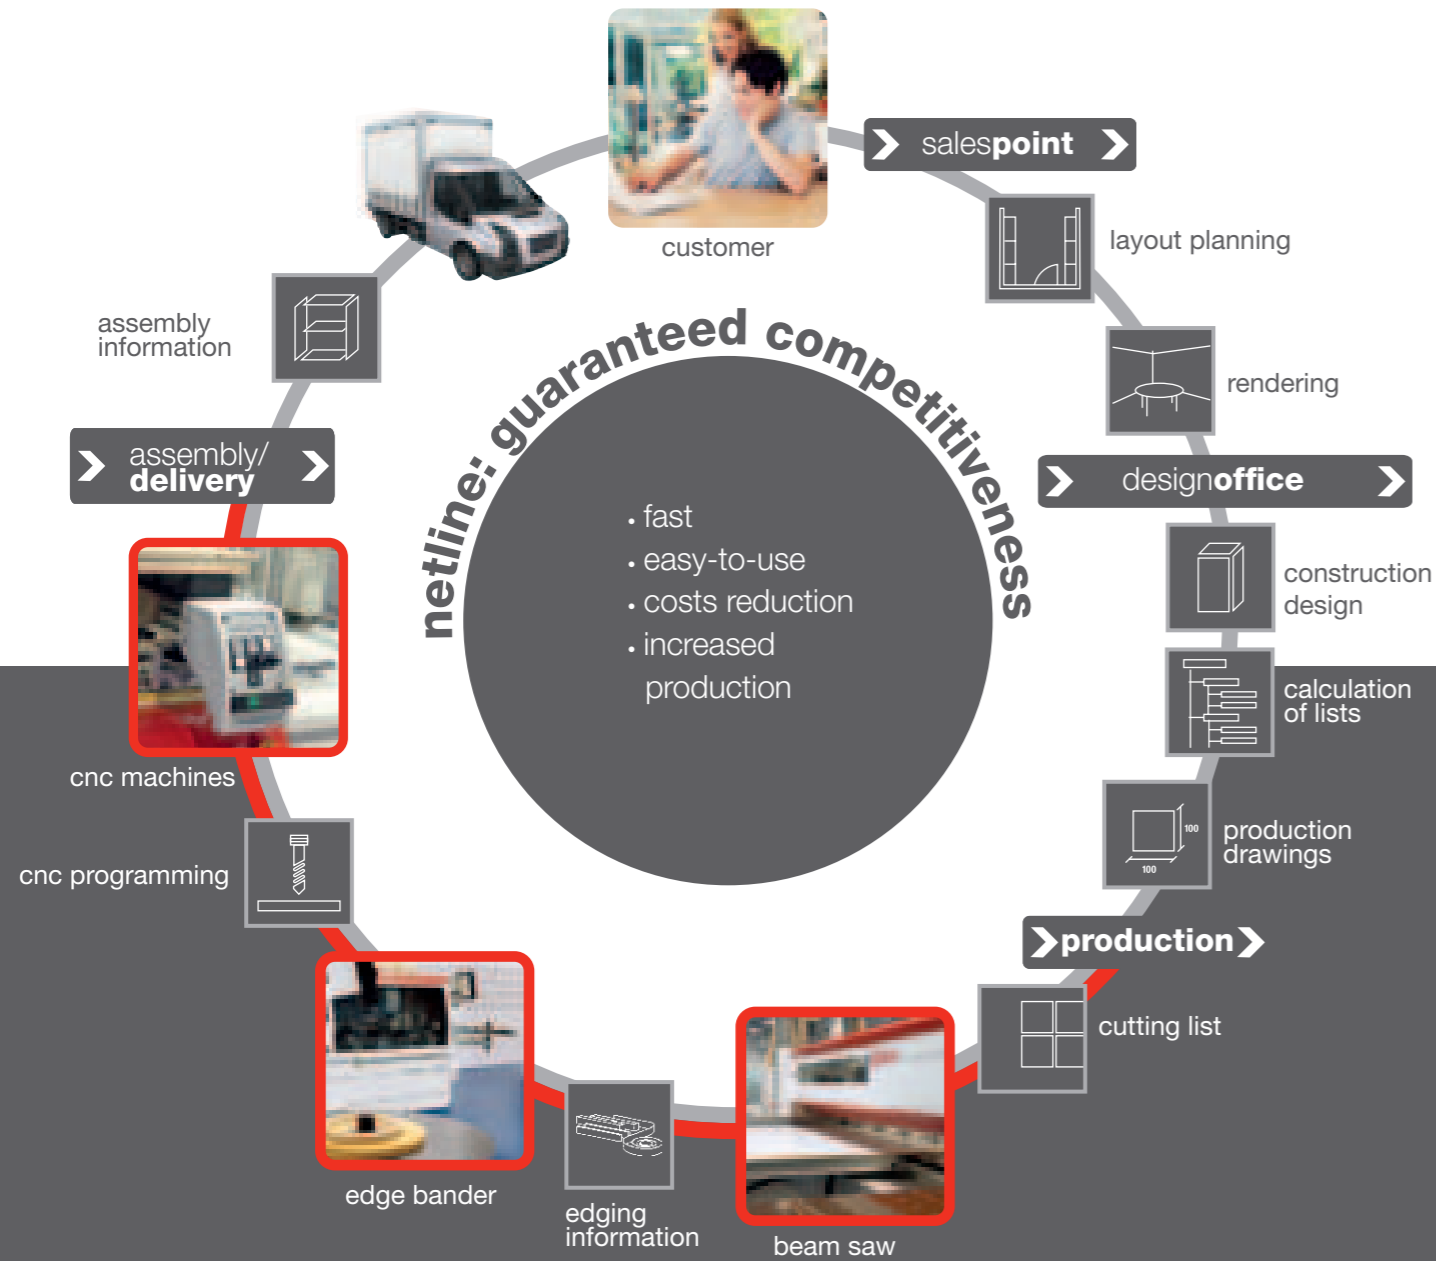 customer
salespoint
layout planning
rendering
designoffice
construction
design
calculation
of lists
100
100
production
drawings
production
cutting list
beam saw
edging
information
edge bander
cnc programming
cnc machines
assembly/
delivery
assembly
information
netline: guaranteed competitiveness
• fast
• easy-to-use
• costs reduction
• increased
production